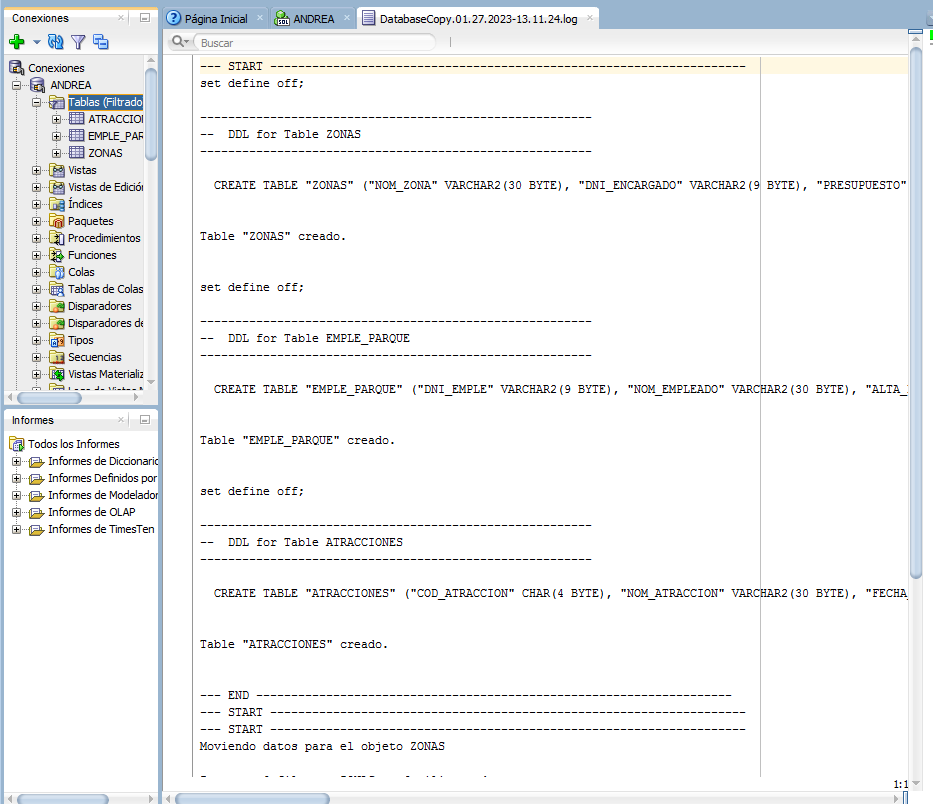 Conexiones
Conexiones
ANDREA
Tablas (Filtrado
ATRACCIO
EMPLE_PAR
ZONAS
Vistas
Vistas de Edició
Índices
Paquetes
Procedimientos
Funciones
Colas
Tablas de Colas
Disparadores
Disparadores de
Tipos
Secuencias
Vistas Materializ
Informes
Todos los Informes
Informes de Diccionario
Informes Definidos por
Informes de Modelador
Informes de OLAP
Informes de TimesTen
Página Inicial
ANDREA
DatabaseCopy.01.27.2023-13.11.24.log
Buscar
--- START --------------------------------------------------------------------
set define off;
--------------------------------------------------------
--  DDL for Table ZONAS
--------------------------------------------------------
CREATE TABLE "ZONAS" ("NOM_ZONA" VARCHAR2(30 BYTE), "DNI_ENCARGADO" VARCHAR2(9 BYTE), "PRESUPUESTO"
Table "ZONAS" creado.
set define off;
--------------------------------------------------------
--  DDL for Table EMPLE_PARQUE
--------------------------------------------------------
CREATE TABLE "EMPLE_PARQUE" ("DNI_EMPLE" VARCHAR2(9 BYTE), "NOM_EMPLEADO" VARCHAR2(30 BYTE), "ALTA_
Table "EMPLE_PARQUE" creado.
set define off;
--------------------------------------------------------
--  DDL for Table ATRACCIONES
--------------------------------------------------------
CREATE TABLE "ATRACCIONES" ("COD_ATRACCION" CHAR(4 BYTE), "NOM_ATRACCION" VARCHAR2(30 BYTE), "FECHA_
Table "ATRACCIONES" creado.
--- END --------------------------------------------------------------------
--- START --------------------------------------------------------------------
--- START --------------------------------------------------------------------
Moviendo datos para el objeto ZONAS
1:1